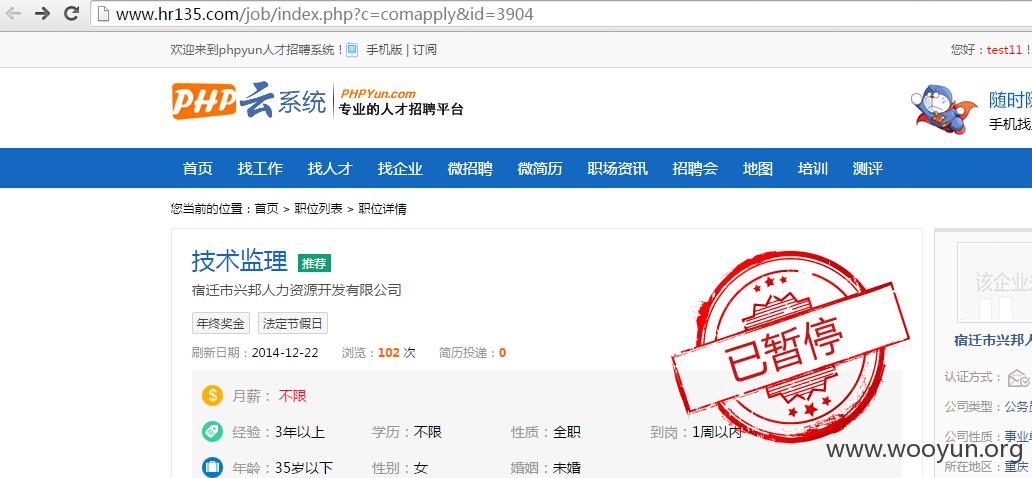 www.hr135.com/job/index.php?c=comapply&id=3904
欢迎来到phpyun人才招聘系统！ 手机版 | 订阅 您好：test11！
PHP云系统 PHPYun.com
专业的人才招聘平台
随时
手机找
首页 找工作 找人才 找企业 微招聘 微简历 职场资讯 招聘会 地图 培训 测评
您当前的位置：首页 > 职位列表 > 职位详情
技术监理 推荐
宿迁市兴邦人力资源开发有限公司
年终奖金 法定节假日
刷新日期：2014-12-22 浏览：102 次 简历投递：0
已暂停
月薪： 不限
经验：3年以上 学历：不限 性质：全职 到岗：1周以内
年龄：35岁以下 性别：女 婚姻：未婚
该企业
宿迁市兴邦
认证方式：
公司类型：公务
公司性质：事业
所在地区：重庆
www.wooyun.org